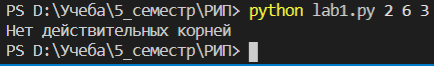 PS D:\Учеба\5_семестр\РИП> python lab1.py 2 6 3
Нет действительных корней
PS D:\Учеба\5_семестр\РИП>